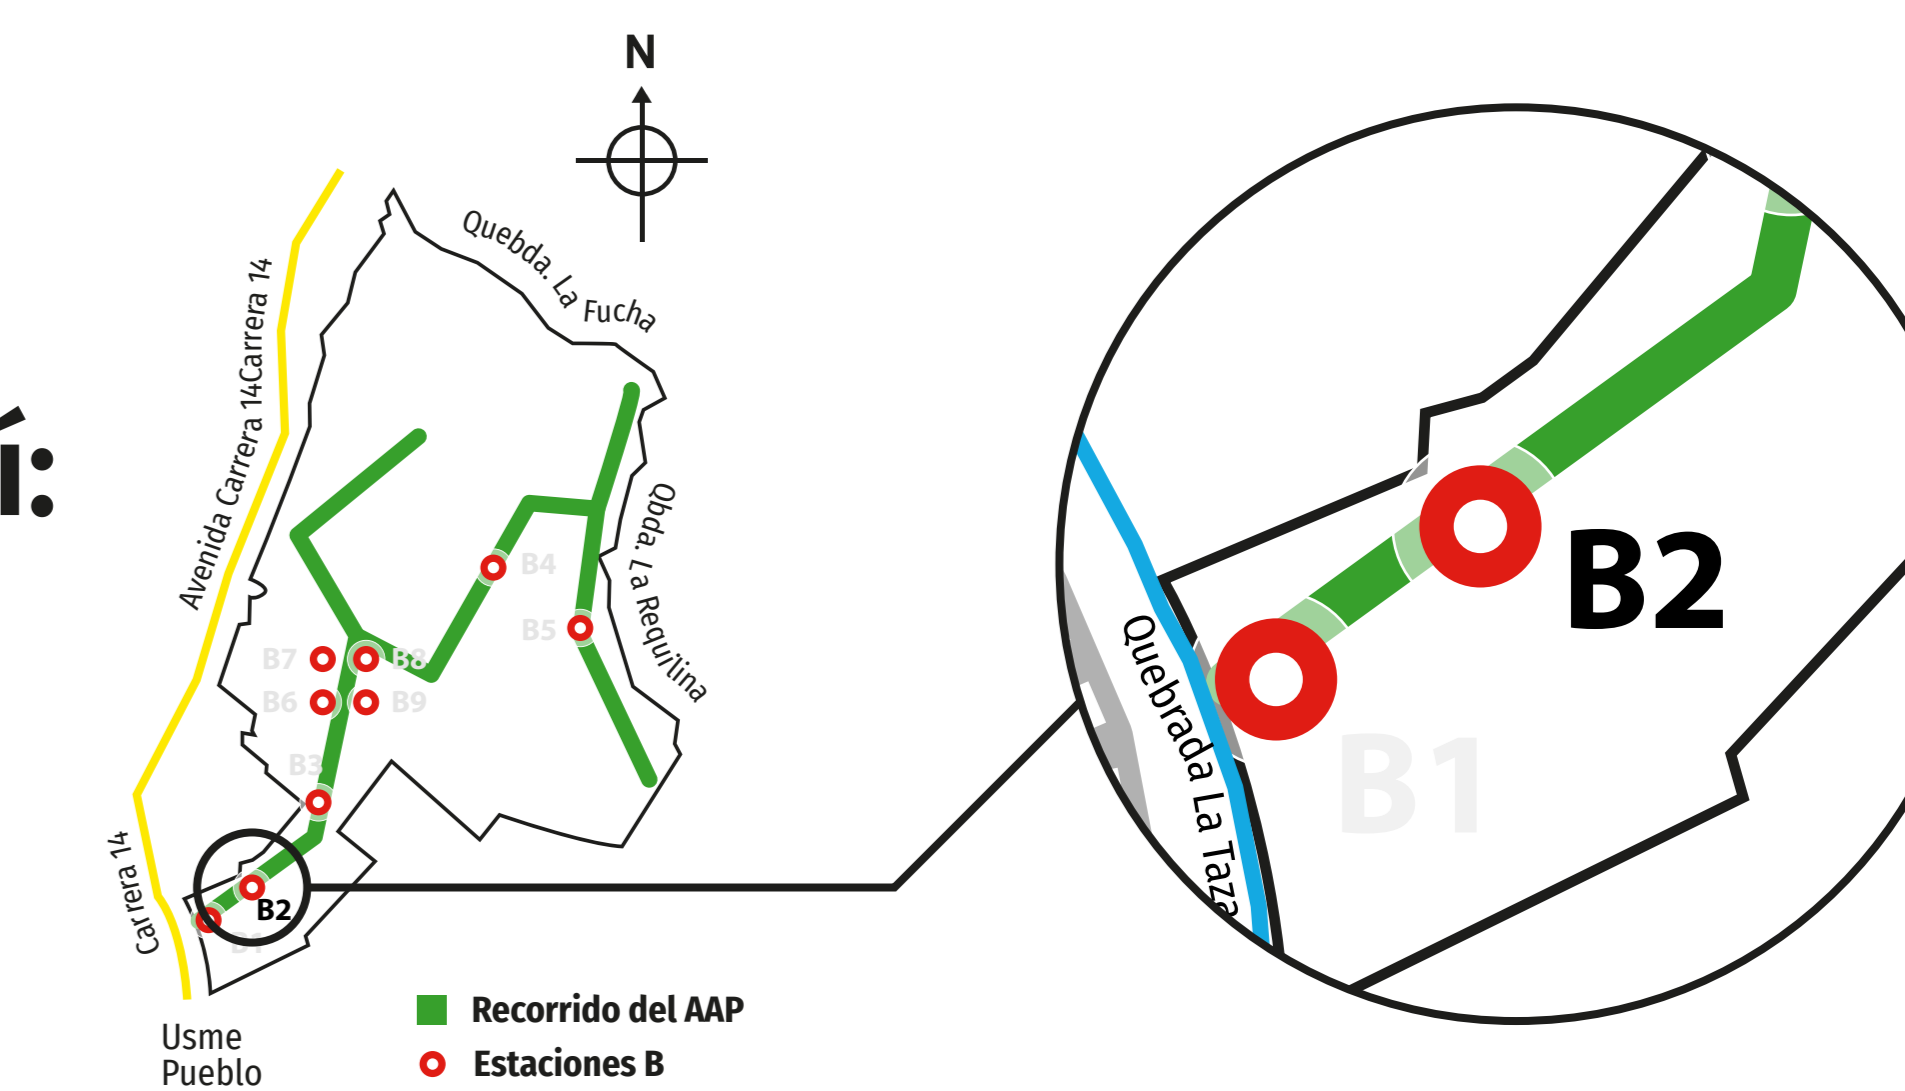 Í:
N
Quebda. La Fucha
Avenida Carrera 14Carrera 14
Qbda. La Requilina
B4
B5
B7
B8
B6
B9
B3
B2
B1
Carrera 14
Usme
Pueblo
Recorrido del AAP
Estaciones B
B2
B1
Quebrada La Taza